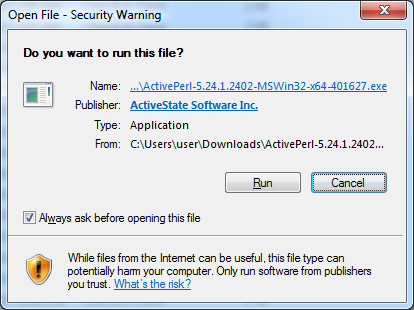 Open File - Security Warning
Do you want to run this file?
Name: ...\ActivePerl-5.24.1.2402-MSWin32-x64-401627.exe
Publisher: ActiveState Software Inc.
Type: Application
From: C:\Users\user\Downloads\ActivePerl-5.24.1.2402...
Run Cancel
Always ask before opening this file
While files from the Internet can be useful, this file type can
potentially harm your computer. Only run software from publishers
you trust. What's the risk?